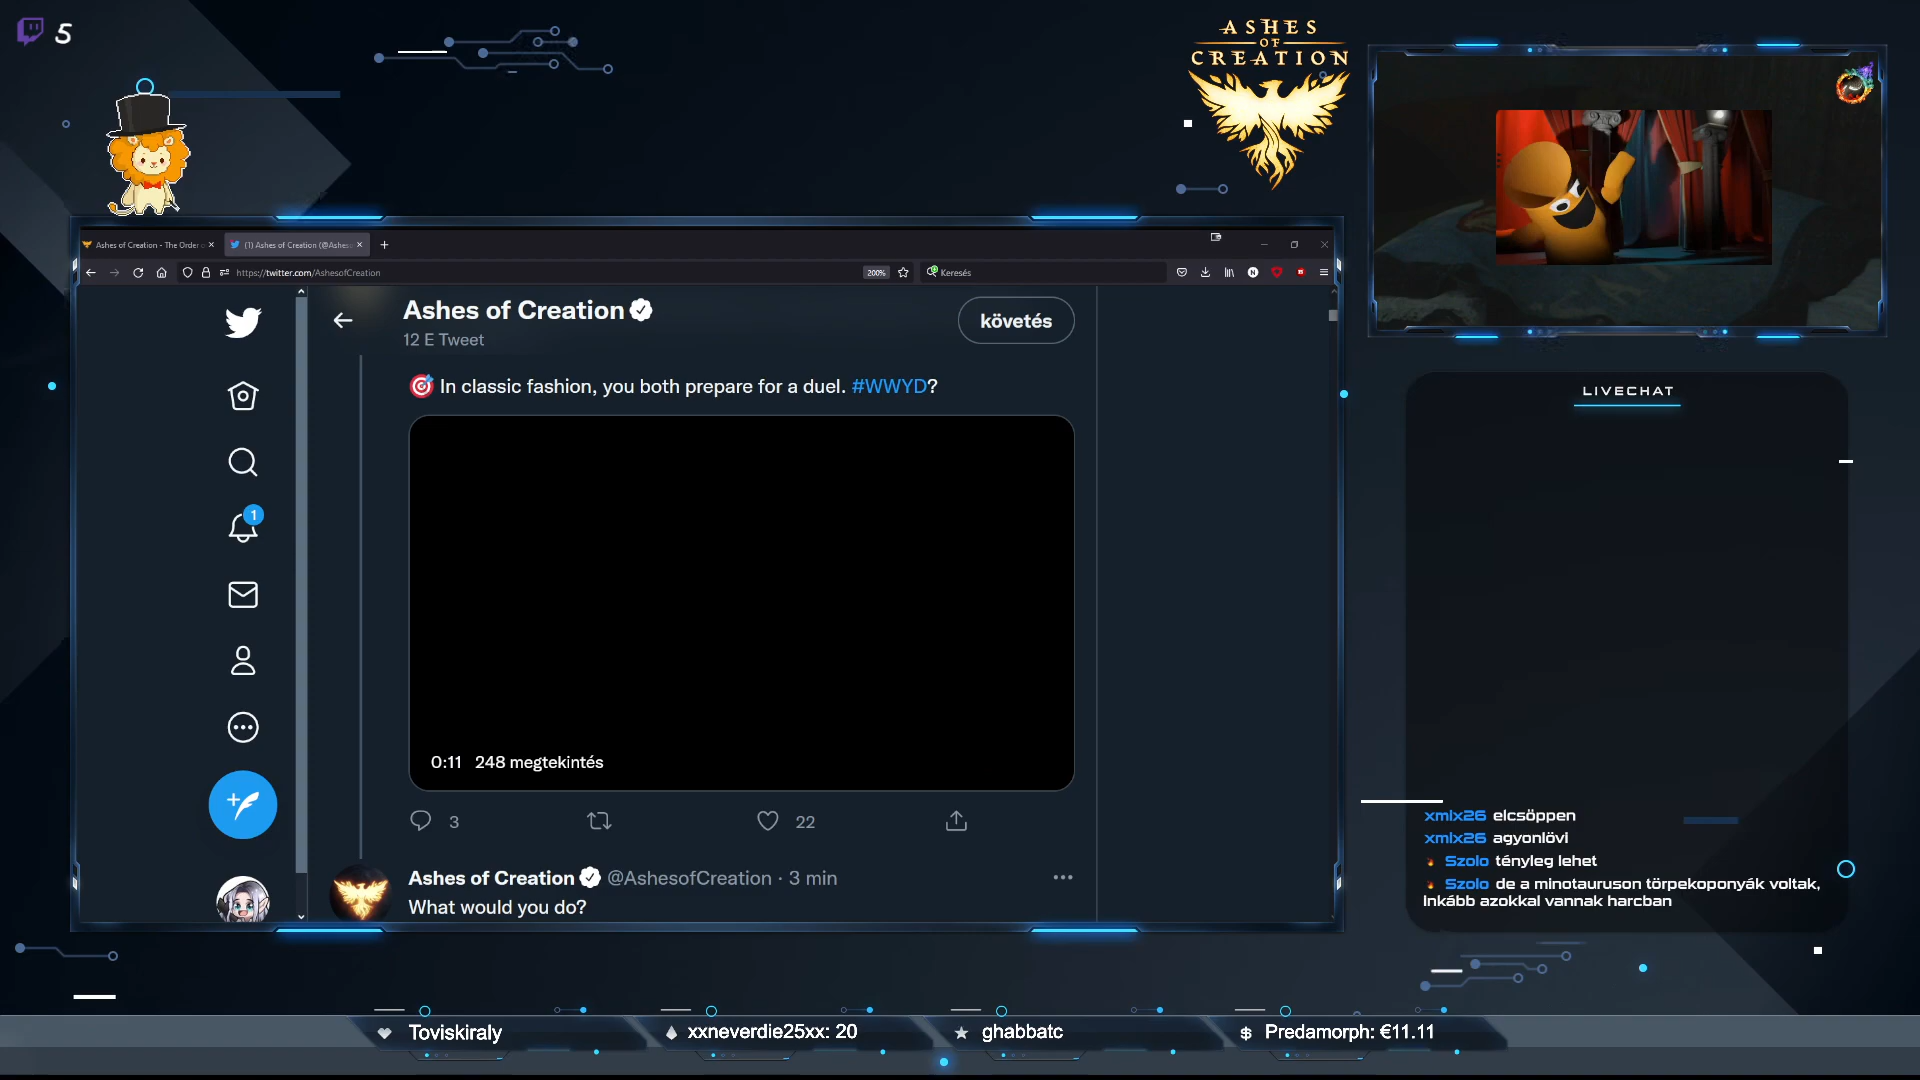 5
ASHES
OF
CREATION
Ashes of Creation - The Order
(1) Ashes of Creation (@Ashes
https://twitter.com/AshesofCreation
200%
Keresés
Ashes of Creation
12 E Tweet
követés
In classic fashion, you both prepare for a duel. #WWYD?
1
0:11 248 megtekintés
3
22
Ashes of Creation @AshesofCreation · 3 min
What would you do?
LIVECHAT
xmlx26 elcsöppen
xmlx26 agyonlövi
Szolo tényleg lehet
Szolo de a minotauruson törpekoponyák voltak,
inkább azokkal vannak harcban
Toviskiraly
xxneverdie25xx: 20
ghabbatc
$ Predamorph: €11.11